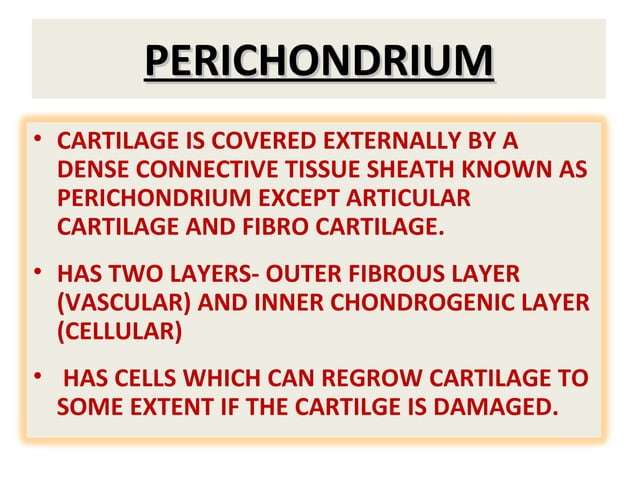 PERICHONDRIUM
• CARTILAGE IS COVERED EXTERNALLY BY A
DENSE CONNECTIVE TISSUE SHEATH KNOWN AS
PERICHONDRIUM EXCEPT ARTICULAR
CARTILAGE AND FIBRO CARTILAGE.
• HAS TWO LAYERS- OUTER FIBROUS LAYER
(VASCULAR) AND INNER CHONDROGENIC LAYER
(CELLULAR)
• HAS CELLS WHICH CAN REGROW CARTILAGE TO
SOME EXTENT IF THE CARTILGE IS DAMAGED.